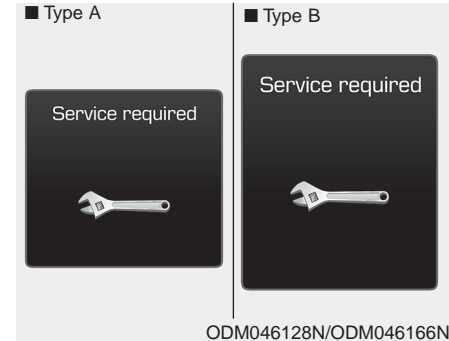 ■ Type A
■ Type B
Service required
Service required
ODM046128N/ODM046166N